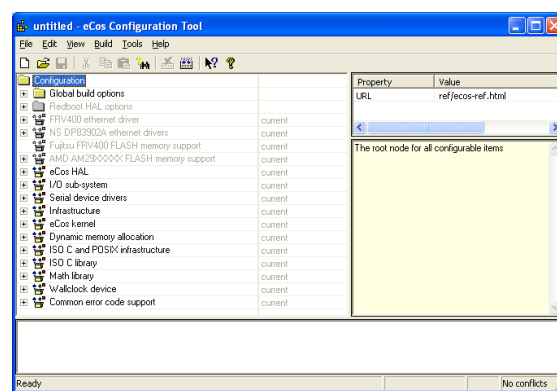 untitled - eCos Configuration Tool
File Edit View Build Tools Help
Configuration
Global build options
Redboot HAL options
FRV400 ethernet driver current
NS DP83902A ethernet drivers current
Fujitsu FRV400 FLASH memory support current
AMD AM29XXXXX FLASH memory support current
eCos HAL current
I/O sub-system current
Serial device drivers current
Infrastructure current
eCos kernel current
Dynamic memory allocation current
ISO C and POSIX infrastructure current
ISO C library current
Math library current
Wallclock device current
Common error code support current
Property Value
URL ref/ecos-ref.html
The root node for all configurable items
Ready No conflicts